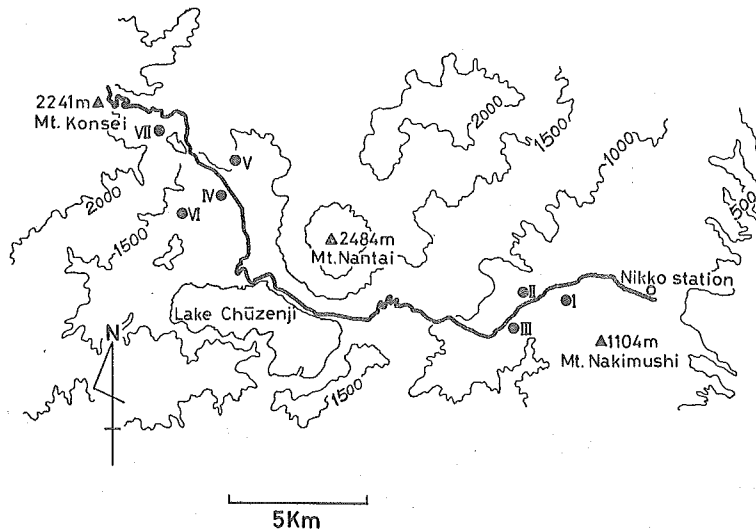 2241m
Mt. Konsei
VII
V
IV
VI
2000
1500
2000
1500
1000
500
2484m
Mt. Nantai
Nikko station
II
I
III
Lake Chūzenji
1104m
Mt. Nakimushi
N
1500
5Km